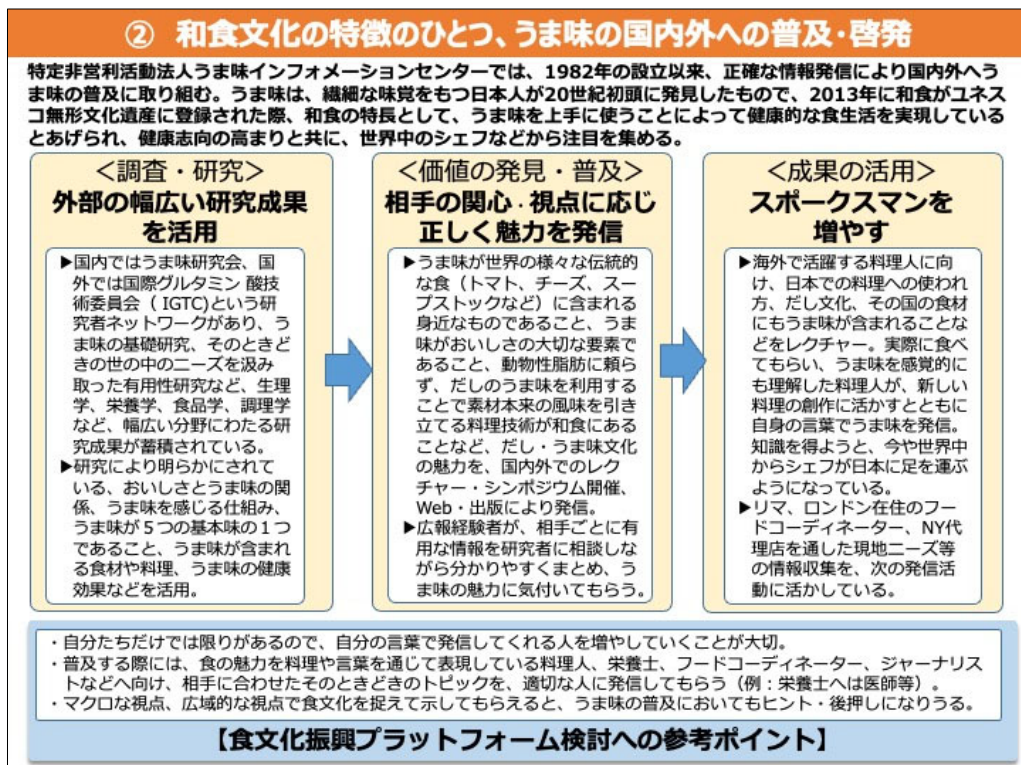 ② 和食文化の特徴のひとつ、うま味の国内外への普及・啓発
特定非営利活動法人うま味インフォメーションセンターでは、1982年の設立以来、正確な情報発信により国内外へう
ま味の普及に取り組む。うま味は、繊細な味覚をもつ日本人が20世紀初頭に発見したもので、2013年に和食がユネス
コ無形文化遺産に登録された際、和食の特長として、うま味を上手に使うことによって健康的な食生活を実現している
とあげられ、健康志向の高まりと共に、世界中のシェフなどから注目を集める。
＜調査・研究＞
外部の幅広い研究成果
を活用
▶国内ではうま味研究会、国
外では国際グルタミン 酸技
術委員会（ IGTC)という研
究者ネットワークがあり、うま
味の基礎研究、そのときど
きの世の中のニーズを汲み
取った有用性研究など、生理
学、栄養学、食品学、調理学
など、幅広い分野にわたる研
究成果が蓄積されている。
▶研究により明らかにされて
いる、おいしさとうま味の関
係、うま味を感じる仕組み、
うま味が５つの基本味の１つ
であること、うま味が含まれ
る食材や料理、うま味の健康
効果などを活用。
＜価値の発見・普及＞
相手の関心・視点に応じ
正しく魅力を発信
▶うま味が世界の様々な伝統的
な食（トマト、チーズ、スー
プストックなど）に含まれる
身近なものであること、うま
味がおいしさの大切な要素で
あること、動物性脂肪に頼ら
ず、だしのうま味を利用する
ことで素材本来の風味を引き
立てる料理技術が和食にある
ことなど、だし・うま味文化
の魅力を、国内外でのレク
チャー・シンポジウム開催、
Web・出版により発信。
▶広報経験者が、相手ごとに有
用な情報を研究者に相談しな
がら分かりやすくまとめ、う
ま味の魅力に気付いてもらう。
＜成果の活用＞
スポークスマンを
増やす
▶海外で活躍する料理人に向
け、日本での料理への使われ
方、だし文化、その国の食材
にもうま味が含まれることな
どをレクチャー。実際に食べ
てもらい、うま味を感覚的に
も理解した料理人が、新しい
料理の創作に活かすとともに
自身の言葉でうま味を発信。
知識を得ようと、今や世界中
からシェフが日本に足を運ぶ
ようになっている。
▶リマ、ロンドン在住のフー
ドコーディネーター、NY代
理店を通した現地ニーズ等
の情報収集を、次の発信活
動に活かしている。
・自分たちだけでは限りがあるので、自分の言葉で発信してくれる人を増やしていくことが大切。
・普及する際には、食の魅力を料理や言葉を通じて表現している料理人、栄養士、フードコーディネーター、ジャーナリス
トなどへ向け、相手に合わせたそのときどきのトピックを、適切な人に発信してもらう（例：栄養士へは医師等）。
・マクロな視点、広域的な視点で食文化を捉えて示してもらえると、うま味の普及においてもヒント・後押しになりうる。
【食文化振興プラットフォーム検討への参考ポイント】